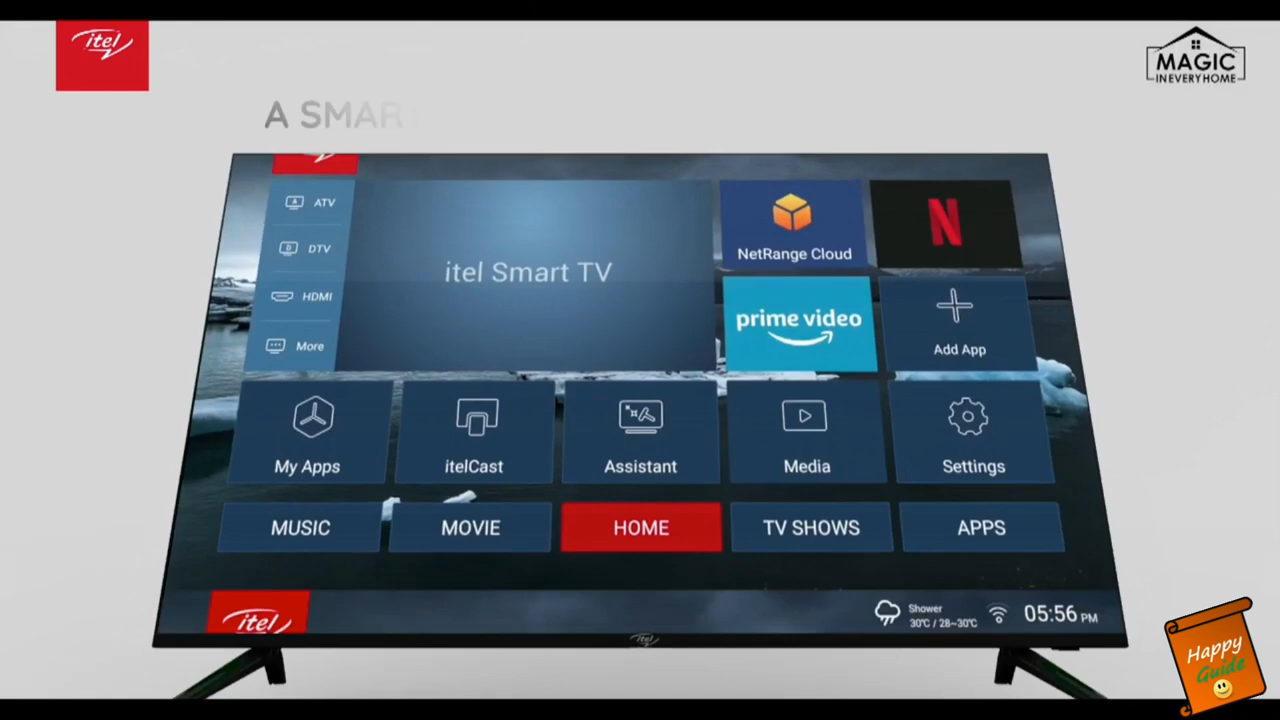 itel
MAGIC
IN EVERY HOME
A SMART
ATV
DTV
HDMI
More
itel Smart TV
NetRange Cloud
N
prime video
Add App
My Apps
itelCast
Assistant
Media
Settings
MUSIC
MOVIE
HOME
TV SHOWS
APPS
itel
Shower
30℃ / 28~30℃
05:56 PM
itel
Happy
Guide